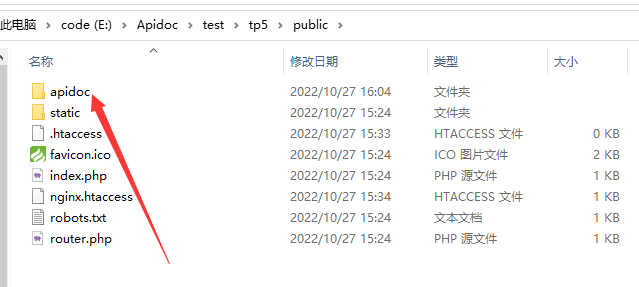 此电脑 > code (E:) > Apidoc > test > tp5 > public >
名称 修改日期 类型 大小
apidoc 2022/10/27 16:04 文件夹
static 2022/10/27 15:24 文件夹
.htaccess 2022/10/27 15:33 HTACCESS 文件 0 KB
favicon.ico 2022/10/27 15:24 ICO 图片文件 2 KB
index.php 2022/10/27 15:24 PHP 源文件 1 KB
nginx.htaccess 2022/10/27 15:34 HTACCESS 文件 1 KB
robots.txt 2022/10/27 15:24 文本文档 1 KB
router.php 2022/10/27 15:24 PHP 源文件 1 KB